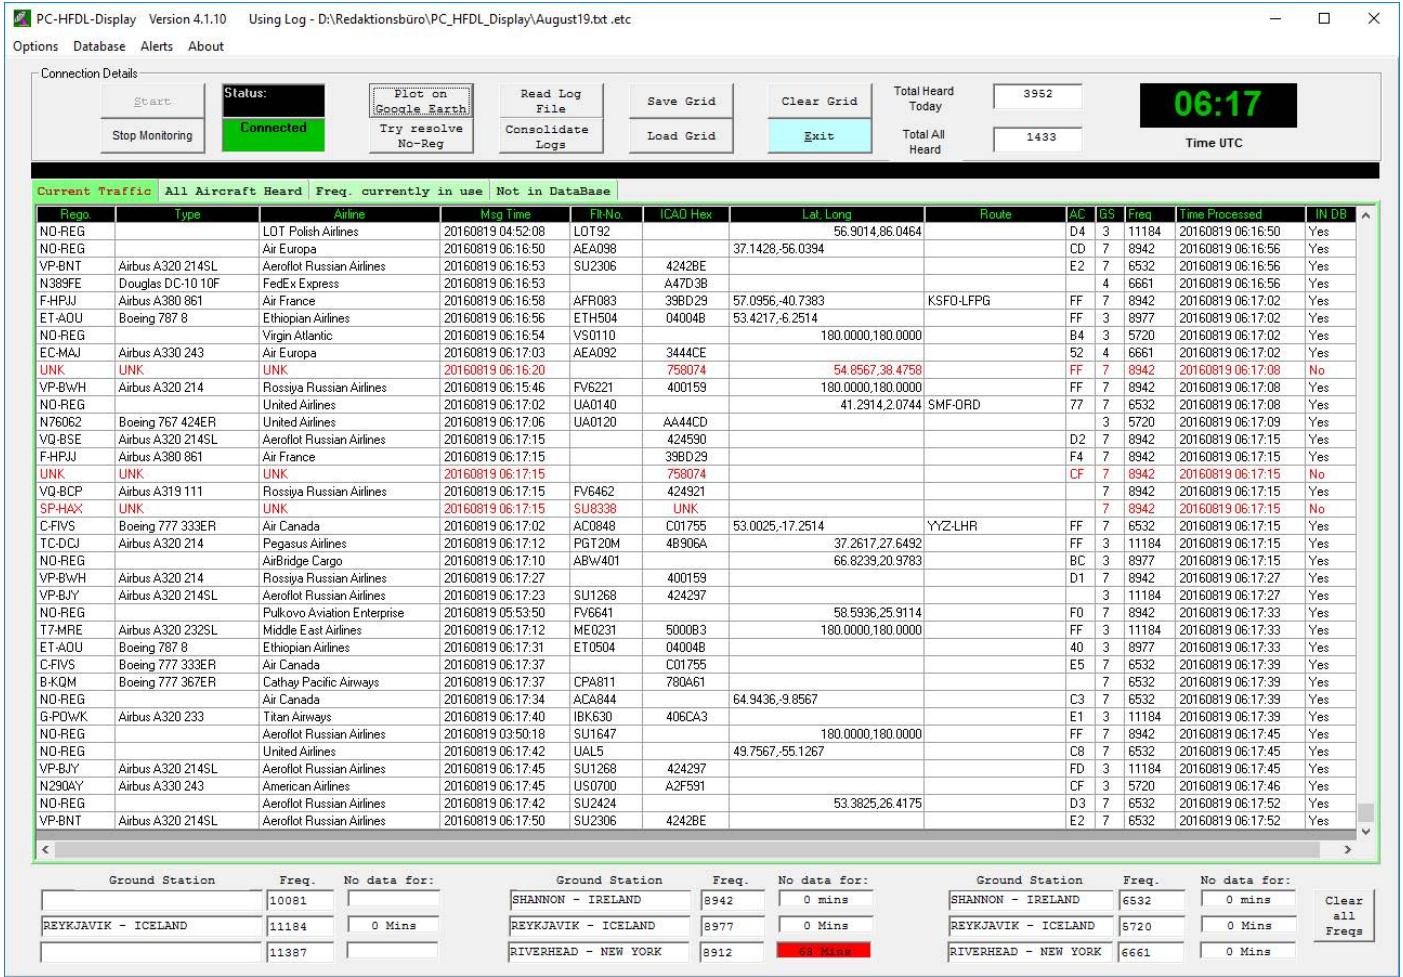 PC-HFDL-Display Version 4.1.10 Using Log - D:\Redaktionsbüro\PC_HFDL_Display\August19.txt .etc
Options Database Alerts About
Connection Details
Start
Stop Monitoring
Status:
Connected
Plot on
Google Earth
Try resolve
No-Reg
Read Log
File
Consolidate
Logs
Save Grid
Load Grid
Clear Grid
Exit
Total Heard
Today
3952
Total All
Heard
1433
06:17
Time UTC
Current Traffic All Aircraft Heard Freq. currently in use Not in DataBase
Rego. Type Airline Msg Time Flt-No. ICAO Hex Lat, Long Route AC GS Freq Time Processed IN DB
NO-REG LOT Polish Airlines 20160819 04:52:08 LOT92 56.9014,86.0464 D4 3 11184 20160819 06:16:50 Yes
NO-REG Air Europa 20160819 06:16:50 AEA098 37.1428,-56.0394 CD 7 8942 20160819 06:16:56 Yes
VP-BNT Airbus A320 214SL Aeroflot Russian Airlines 20160819 06:16:53 SU2306 4242BE E2 7 6532 20160819 06:16:56 Yes
N389FE Douglas DC-10 10F FedEx Express 20160819 06:16:53 A47D3B 4 6661 20160819 06:16:56 Yes
F-HPJJ Airbus A380 861 Air France 20160819 06:16:58 AFR083 39BD29 57.0956,-40.7383 KSFO-LFPG FF 7 8942 20160819 06:17:02 Yes
ET-AOU Boeing 787 8 Ethiopian Airlines 20160819 06:16:56 ETH504 04004B 53.4217,-6.2514 FF 3 8977 20160819 06:17:02 Yes
NO-REG Virgin Atlantic 20160819 06:16:54 VS0110 180.0000,180.0000 B4 3 5720 20160819 06:17:02 Yes
EC-MAJ Airbus A330 243 Air Europa 20160819 06:17:03 AEA092 3444CE 52 4 6661 20160819 06:17:02 Yes
UNK UNK UNK 20160819 06:16:20 758074 54.8567,38.4758 FF 7 8942 20160819 06:17:08 No
VP-BWH Airbus A320 214 Rossiya Russian Airlines 20160819 06:15:46 FV6221 400159 180.0000,180.0000 FF 7 8942 20160819 06:17:08 Yes
NO-REG United Airlines 20160819 06:17:02 UA0140 41.2914,2.0744 SMF-ORD 77 7 6532 20160819 06:17:08 Yes
N76062 Boeing 767 424ER United Airlines 20160819 06:17:06 UA0120 AA44CD 3 5720 20160819 06:17:09 Yes
VQ-BSE Airbus A320 214SL Aeroflot Russian Airlines 20160819 06:17:15 424590 D2 7 8942 20160819 06:17:15 Yes
F-HPJJ Airbus A380 861 Air France 20160819 06:17:15 39BD29 F4 7 8942 20160819 06:17:15 Yes
UNK UNK UNK 20160819 06:17:15 758074 CF 7 8942 20160819 06:17:15 No
VQ-BCP Airbus A319 111 Rossiya Russian Airlines 20160819 06:17:15 FV6462 424921 7 8942 20160819 06:17:15 Yes
SP-HAX UNK UNK 20160819 06:17:15 SU8338 UNK 7 8942 20160819 06:17:15 No
C-FIVS Boeing 777 333ER Air Canada 20160819 06:17:02 AC0848 C01755 53.0025,-17.2514 YYZ-LHR FF 7 6532 20160819 06:17:15 Yes
TC-DCJ Airbus A320 214 Pegasus Airlines 20160819 06:17:12 PGT20M 4B906A 37.2617,27.6492 FF 3 11184 20160819 06:17:15 Yes
NO-REG AirBridge Cargo 20160819 06:17:10 ABW401 66.8239,20.9783 BC 3 8977 20160819 06:17:15 Yes
VP-BWH Airbus A320 214 Rossiya Russian Airlines 20160819 06:17:27 400159 D1 7 8942 20160819 06:17:27 Yes
VP-BJY Airbus A320 214SL Aeroflot Russian Airlines 20160819 06:17:23 SU1268 424297 3 11184 20160819 06:17:27 Yes
NO-REG Pulkovo Aviation Enterprise 20160819 05:53:50 FV6641 58.5936,25.9114 F0 7 8942 20160819 06:17:33 Yes
T7-MRE Airbus A320 232SL Middle East Airlines 20160819 06:17:12 ME0231 5000B3 180.0000,180.0000 FF 3 11184 20160819 06:17:33 Yes
ET-AOU Boeing 787 8 Ethiopian Airlines 20160819 06:17:31 ET0504 04004B 40 3 8977 20160819 06:17:33 Yes
C-FIVS Boeing 777 333ER Air Canada 20160819 06:17:37 C01755 E5 7 6532 20160819 06:17:39 Yes
B-KQM Boeing 777 367ER Cathay Pacific Airways 20160819 06:17:37 CPA811 780A61 7 6532 20160819 06:17:39 Yes
NO-REG Air Canada 20160819 06:17:34 ACA844 64.9436,-9.8567 C3 7 6532 20160819 06:17:39 Yes
G-POWK Airbus A320 233 Titan Airways 20160819 06:17:40 IBK630 406CA3 E1 3 11184 20160819 06:17:39 Yes
NO-REG Aeroflot Russian Airlines 20160819 03:50:18 SU1647 180.0000,180.0000 FF 7 8942 20160819 06:17:45 Yes
NO-REG United Airlines 20160819 06:17:42 UAL5 49.7567,-55.1267 C8 7 6532 20160819 06:17:45 Yes
VP-BJY Airbus A320 214SL Aeroflot Russian Airlines 20160819 06:17:45 SU1268 424297 FD 3 11184 20160819 06:17:45 Yes
N290AY Airbus A330 243 American Airlines 20160819 06:17:45 US0700 A2F591 CF 3 5720 20160819 06:17:46 Yes
NO-REG Aeroflot Russian Airlines 20160819 06:17:42 SU2424 53.3825,26.4175 D3 7 6532 20160819 06:17:52 Yes
VP-BNT Airbus A320 214SL Aeroflot Russian Airlines 20160819 06:17:50 SU2306 4242BE E2 7 6532 20160819 06:17:52 Yes
Ground Station Freq. No data for: Ground Station Freq. No data for: Ground Station Freq. No data for:
10081 SHANNON - IRELAND 8942 0 mins SHANNON - IRELAND 6532 0 mins
REYKJAVIK - ICELAND 11184 0 Mins REYKJAVIK - ICELAND 8977 0 Mins REYKJAVIK - ICELAND 5720 0 Mins
11387 RIVERHEAD - NEW YORK 8912 68 Mins RIVERHEAD - NEW YORK 6661 0 Mins
Clear
all
Freqs